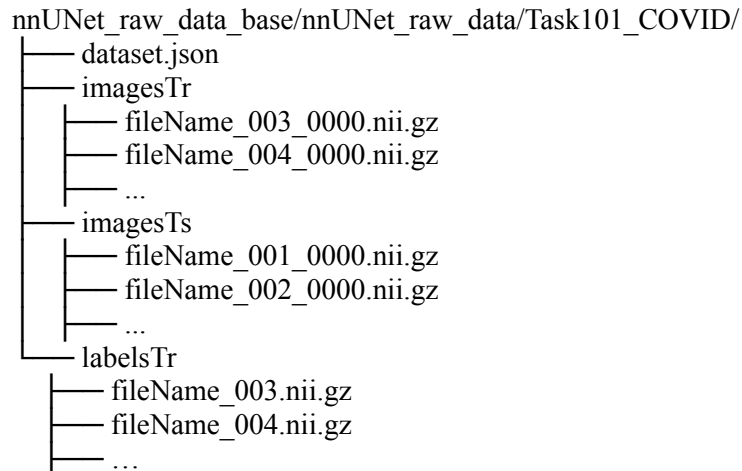 nnUNet_raw_data_base/nnUNet_raw_data/Task101_COVID/
├── dataset.json
├── imagesTr
│   ├── fileName_003_0000.nii.gz
│   ├── fileName_004_0000.nii.gz
│   ├── ...
├── imagesTs
│   ├── fileName_001_0000.nii.gz
│   ├── fileName_002_0000.nii.gz
│   ├── ...
└── labelsTr
    ├── fileName_003.nii.gz
    ├── fileName_004.nii.gz
    ├── …